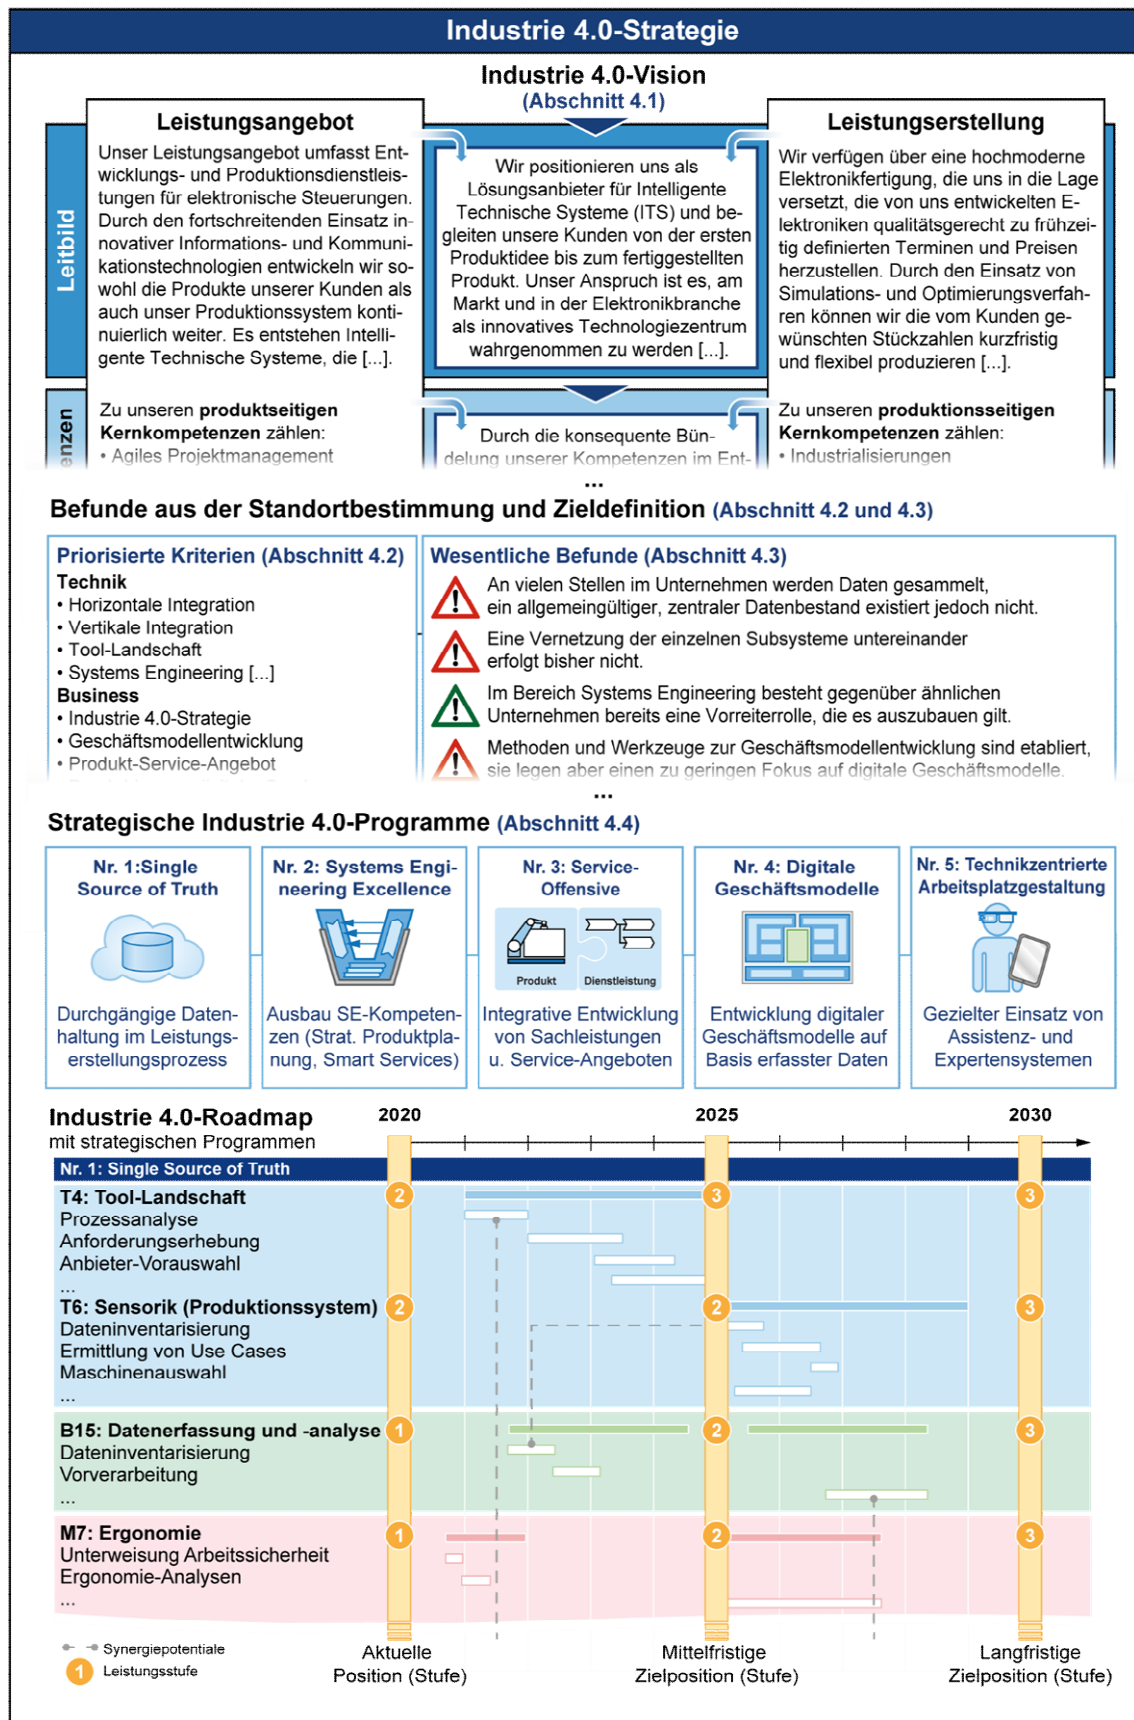 Industrie 4.0-Strategie
Industrie 4.0-Vision
(Abschnitt 4.1)
Leitbild
Leistungsangebot
Unser Leistungsangebot umfasst Ent-
wicklungs- und Produktionsdienstleis-
tungen für elektronische Steuerungen.
Durch den fortschreitenden Einsatz in-
novativer Informations- und Kommuni-
kationstechnologien entwickeln wir so-
wohl die Produkte unserer Kunden als
auch unser Produktionssystem konti-
nuierlich weiter. Es entstehen Intelli-
gente Technische Systeme, die [...].
Wir positionieren uns als
Lösungsanbieter für Intelligente
Technische Systeme (ITS) und be-
gleiten unsere Kunden von der ersten
Produktidee bis zum fertiggestellten
Produkt. Unser Anspruch ist es, am
Markt und in der Elektronikbranche
als innovatives Technologiezentrum
wahrgenommen zu werden [...].
Leistungserstellung
Wir verfügen über eine hochmoderne
Elektronikfertigung, die uns in die Lage
versetzt, die von uns entwickelten E-
lektroniken qualitätsgerecht zu frühzei-
tig definierten Terminen und Preisen
herzustellen. Durch den Einsatz von
Simulations- und Optimierungsverfah-
ren können wir die vom Kunden ge-
wünschten Stückzahlen kurzfristig
und flexibel produzieren [...].
enzen
Zu unseren produktseitigen
Kernkompetenzen zählen:
• Agiles Projektmanagement
Durch die konsequente Bün-
delung unserer Kompetenzen im Ent-
Zu unseren produktionsseitigen
Kernkompetenzen zählen:
• Industrialisierungen
...
Befunde aus der Standortbestimmung und Zieldefinition (Abschnitt 4.2 und 4.3)
Priorisierte Kriterien (Abschnitt 4.2)
Technik
• Horizontale Integration
• Vertikale Integration
• Tool-Landschaft
• Systems Engineering [...]
Business
• Industrie 4.0-Strategie
• Geschäftsmodellentwicklung
• Produkt-Service-Angebot
Wesentliche Befunde (Abschnitt 4.3)
An vielen Stellen im Unternehmen werden Daten gesammelt,
ein allgemeingültiger, zentraler Datenbestand existiert jedoch nicht.
Eine Vernetzung der einzelnen Subsysteme untereinander
erfolgt bisher nicht.
Im Bereich Systems Engineering besteht gegenüber ähnlichen
Unternehmen bereits eine Vorreiterrolle, die es auszubauen gilt.
Methoden und Werkzeuge zur Geschäftsmodellentwicklung sind etabliert,
sie legen aber einen zu geringen Fokus auf digitale Geschäftsmodelle.
...
Strategische Industrie 4.0-Programme (Abschnitt 4.4)
Nr. 1:Single
Source of Truth
Durchgängige Daten-
haltung im Leistungs-
erstellungsprozess
Nr. 2: Systems Engi-
neering Excellence
Ausbau SE-Kompeten-
zen (Strat. Produktpla-
nung, Smart Services)
Nr. 3: Service-
Offensive
Produkt
Dienstleistung
Integrative Entwicklung
von Sachleistungen
u. Service-Angeboten
Nr. 4: Digitale
Geschäftsmodelle
Entwicklung digitaler
Geschäftsmodelle auf
Basis erfasster Daten
Nr. 5: Technikzentrierte
Arbeitsplatzgestaltung
Gezielter Einsatz von
Assistenz- und
Expertensystemen
Industrie 4.0-Roadmap
mit strategischen Programmen
2020
2025
2030
Nr. 1: Single Source of Truth
T4: Tool-Landschaft
2
3
3
Prozessanalyse
Anforderungserhebung
Anbieter-Vorauswahl
...
T6: Sensorik (Produktionssystem)
2
2
3
Dateninventarisierung
Ermittlung von Use Cases
Maschinenauswahl
...
B15: Datenerfassung und -analyse
1
2
3
Dateninventarisierung
Vorverarbeitung
...
M7: Ergonomie
1
2
3
Unterweisung Arbeitssicherheit
Ergonomie-Analysen
...
Synergiepotentiale
1 Leistungsstufe
Aktuelle
Position (Stufe)
Mittelfristige
Zielposition (Stufe)
Langfristige
Zielposition (Stufe)